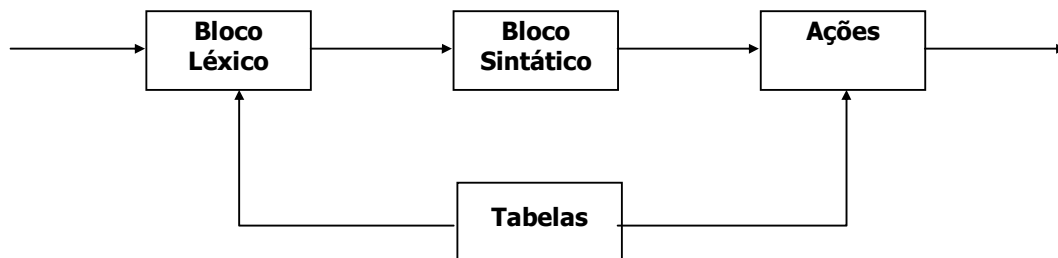 Bloco
Léxico
Bloco
Sintático
Ações
Tabelas